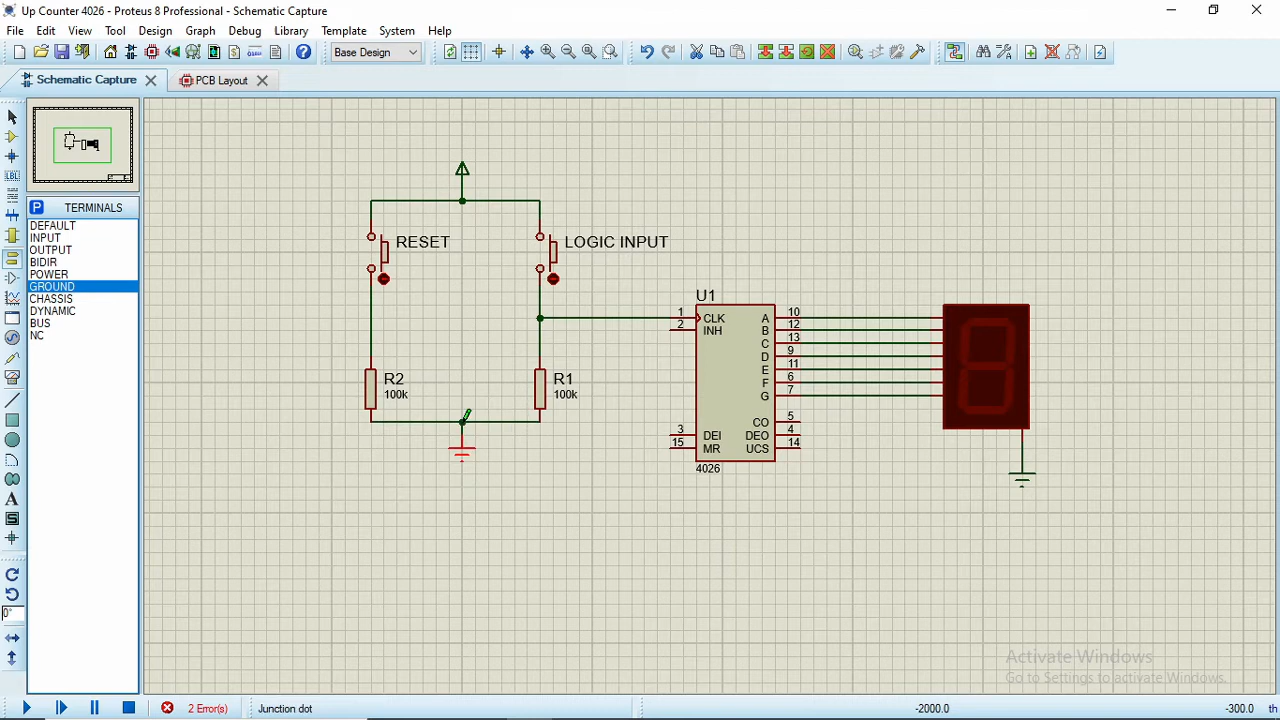 Up Counter 4026 - Proteus 8 Professional - Schematic Capture
File Edit View Tool Design Graph Debug Library Template System Help
Base Design
Schematic Capture
PCB Layout
LBL
P TERMINALS
DEFAULT
INPUT
OUTPUT
BIDIR
POWER
GROUND
CHASSIS
DYNAMIC
BUS
NC
A
S
0°
RESET
LOGIC INPUT
R2
100k
R1
100k
U1
1 CLK A 10
2 INH B 12
C 13
D 9
E 11
F 6
G 7
CO 5
3 DEI DEO 4
15 MR UCS 14
4026
8
Activate Windows
Go to Settings to activate Windows.
2 Error(s) Junction dot -2000.0 -300.0 th